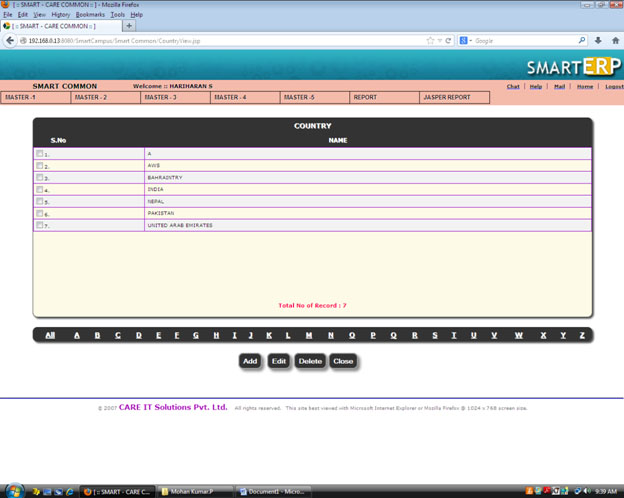 [ :: SMART - CARE COMMON :: ] - Mozilla Firefox
File Edit View History Bookmarks Tools Help
[ :: SMART - CARE COMMON :: ]
192.168.0.13:8080/SmartCampus/Smart Common/CountryView.jsp
Google
SMARTERP
SMART COMMON Welcome :: HARIHARAN S Chat Help Mail Home Logout
MASTER -1 MASTER - 2 MASTER - 3 MASTER - 4 MASTER -5 REPORT JASPER REPORT
COUNTRY
S.No NAME
1. A
2. AWB
3. BAHRAINTRY
4. INDIA
5. NEPAL
6. PAKISTAN
7. UNITED ARAB EMIRATES
Total No of Record : 7
All A B C D E F G H I J K L M N O P Q R S T U V W X Y Z
Add Edit Delete Close
© 2007 CARE IT Solutions Pvt. Ltd. All rights reserved. This site best viewed with Microsoft Internet Explorer or Mozilla Firefox @ 1024 x 768 screen size.
[ :: SMART - CARE C... Mohan Kumar.P Document1 - Micro... 9:39 AM